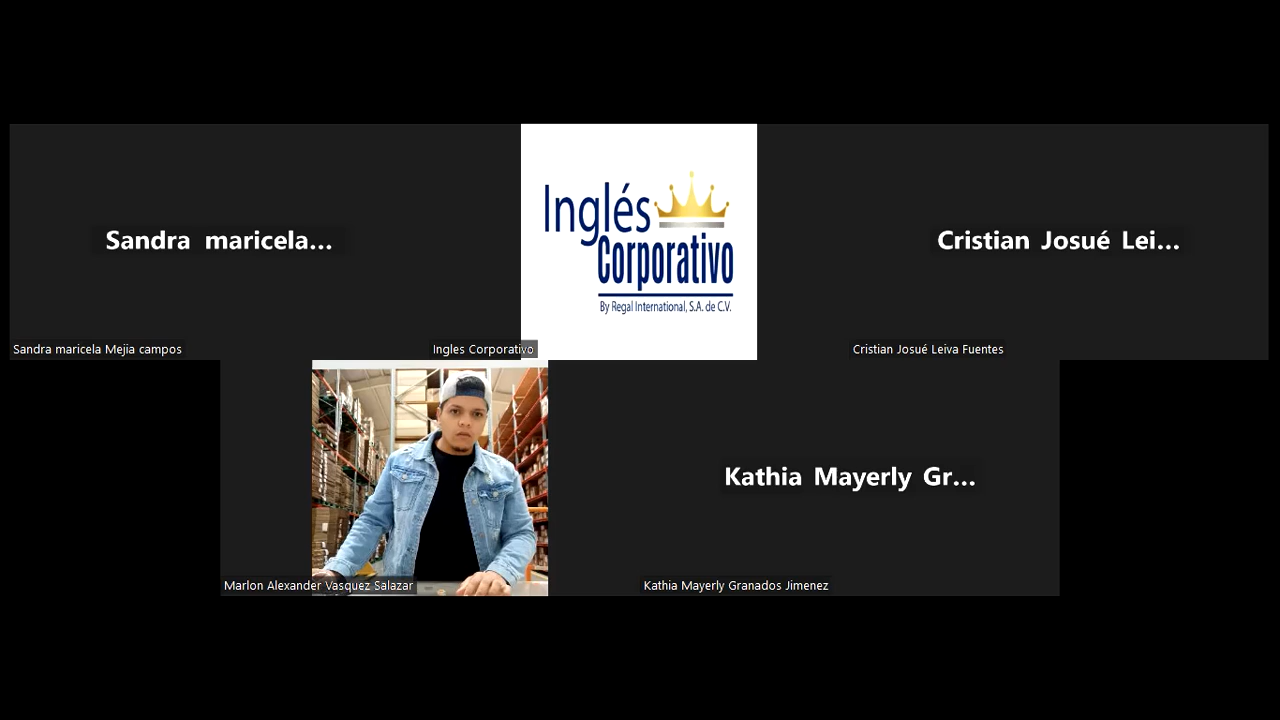 Sandra maricela...
Inglés
Corporativo
By Regal International, S.A. de C.V.
Cristian Josué Lei...
Sandra maricela Mejia campos
Ingles Corporativo
Cristian Josué Leiva Fuentes
Kathia Mayerly Gr...
Marlon Alexander Vasquez Salazar
Kathia Mayerly Granados Jimenez